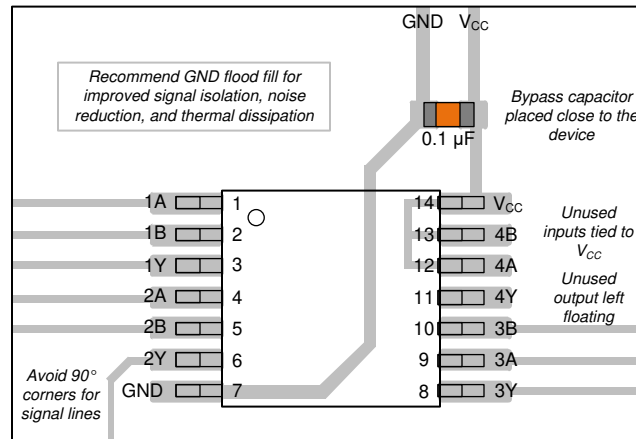 GND VCC
Recommend GND flood fill for
improved signal isolation, noise
reduction, and thermal dissipation
Bypass capacitor
placed close to the
device
0.1 µF
1A 1 14 VCC
1B 2 13 4B
1Y 3 12 4A
2A 4 11 4Y
2B 5 10 3B
2Y 6 9 3A
GND 7 8 3Y
Unused
inputs tied to
VCC
Unused
output left
floating
Avoid 90°
corners for
signal lines